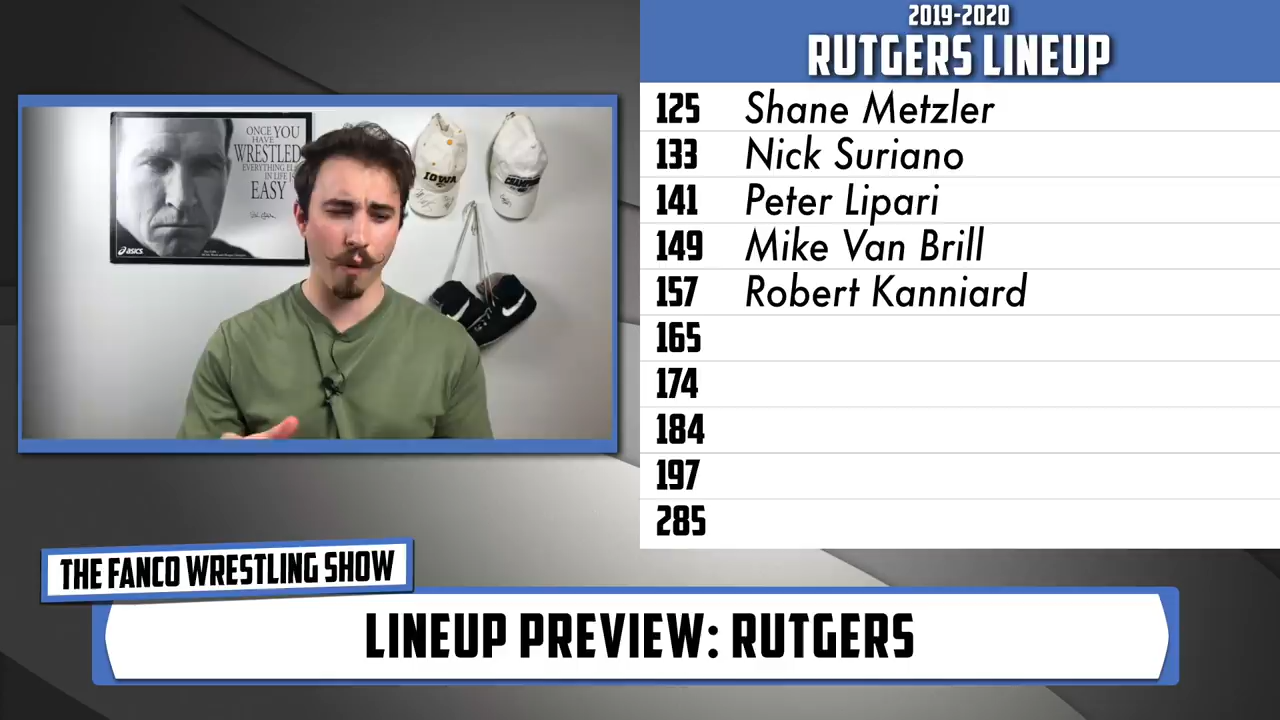 2019-2020
RUTGERS LINEUP
125 Shane Metzler
133 Nick Suriano
141 Peter Lipari
149 Mike Van Brill
157 Robert Kanniard
165
174
184
197
285
ONCE YOU
HAVE
WRESTLED
EVERYTHING
IN LIFE
EASY
asics
IOWA
THE FANCO WRESTLING SHOW
LINEUP PREVIEW: RUTGERS